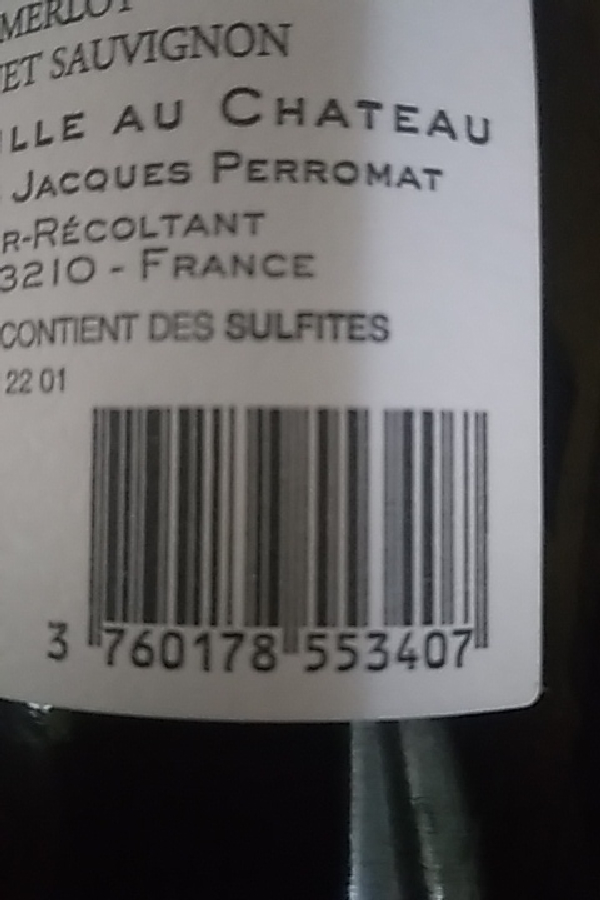 MERLOT
ET SAUVIGNON
LLE AU CHATEAU
JACQUES PERROMAT
R-RÉCOLTANT
3210 - FRANCE
CONTIENT DES SULFITES
22 01
3 760178 553407